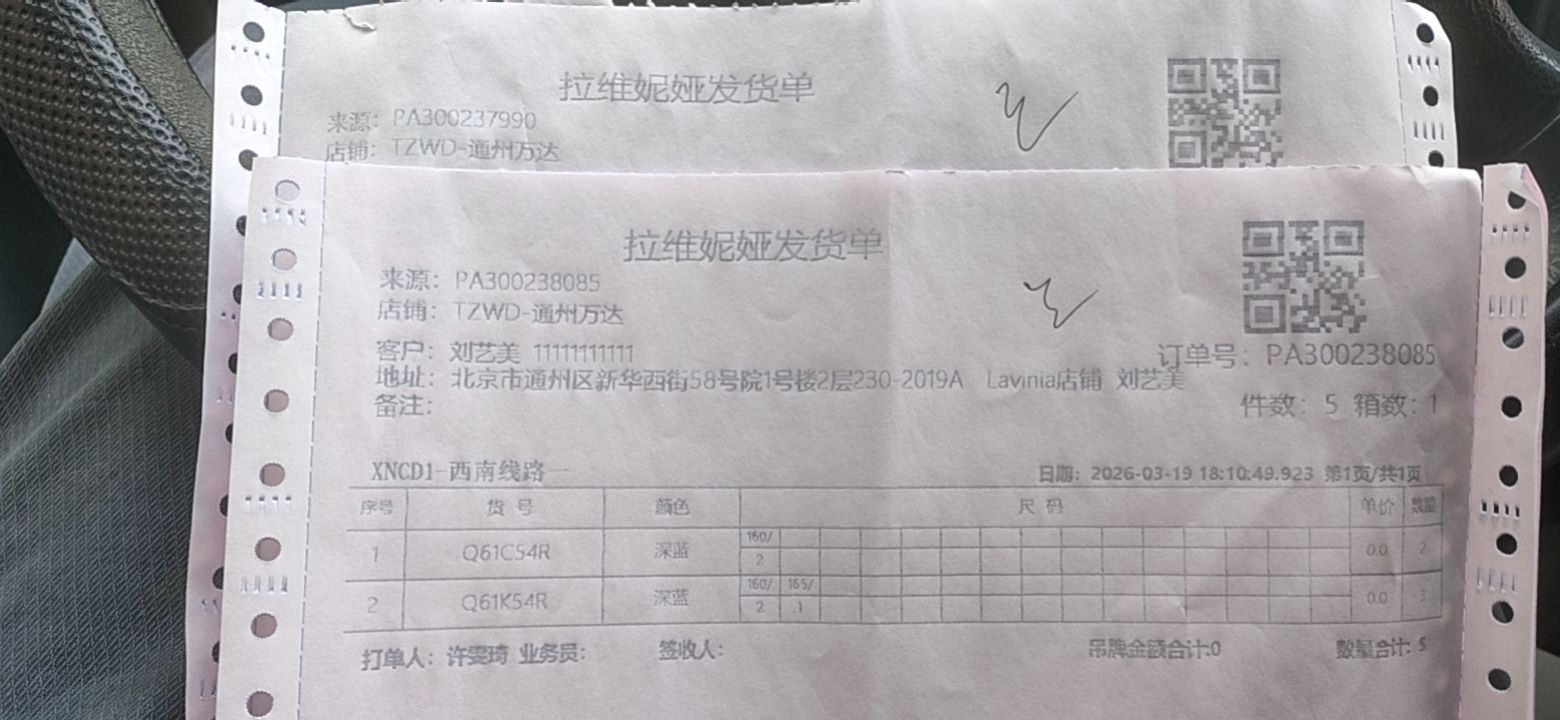 拉维妮娅发货单
来源：PA300237990
店铺：TZWD-通州万达
拉维妮娅发货单
来源：PA300238085
店铺：TZWD-通州万达
客户：刘艺美 11111111111
订单号：PA300238085
地址：北京市通州区新华西街58号院1号楼2层230-2019A Lavinia店铺 刘艺美
备注：
件数：5 箱数：1
XNCD1-西南线路一
日期：2026-03-19 18:10:49.923 第1页/共1页
序号 货号 颜色 尺码 单价 数量
160/
1 Q61C54R 深蓝 2 0.0 2
160/ 165/
2 Q61K54R 深蓝 2 1 0.0 3
打单人：许雯琦 业务员： 签收人： 吊牌金额合计:0 数量合计：5